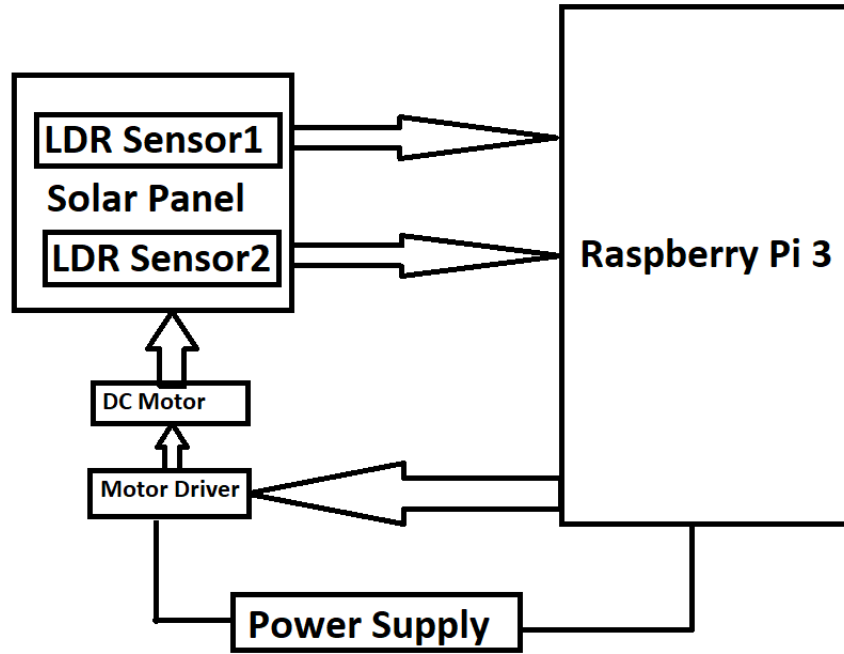 LDR Sensor1
Solar Panel
LDR Sensor2
Raspberry Pi 3
DC Motor
Motor Driver
Power Supply